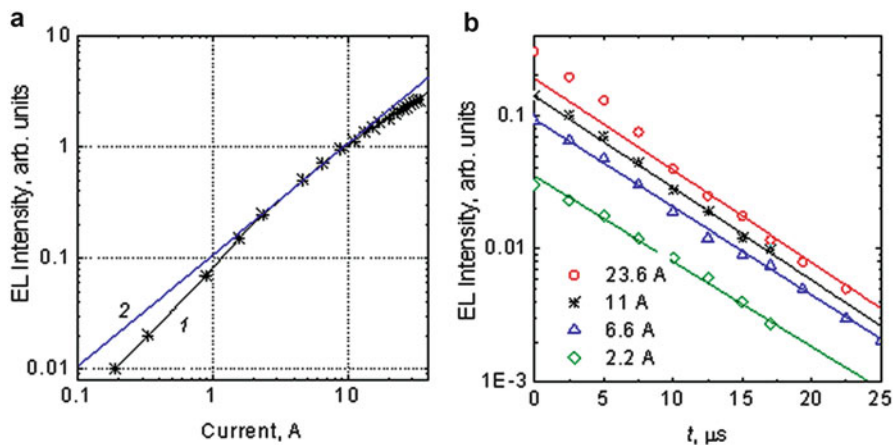 a
EL Intensity, arb. units
10
1
0.1
0.01
2
1
0.1
1
10
Current, A
b
EL Intensity, arb. units
0.1
0.01
1E-3
23.6 A
11 A
6.6 A
2.2 A
0
5
10
15
20
25
t, µs